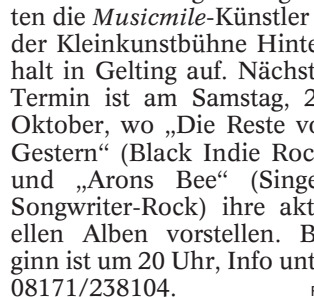 ten die Musicmile-Künstler
der Kleinkunstbühne Hinte
halt in Gelting auf. Nächst
Termin ist am Samstag, 2
Oktober, wo „Die Reste vo
Gestern“ (Black Indie Roc
und „Arons Bee“ (Singe
Songwriter-Rock) ihre akt
ellen Alben vorstellen. B
ginn ist um 20 Uhr, Info unt
08171/238104.